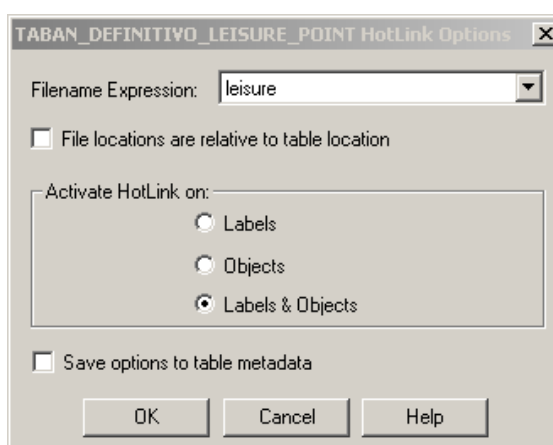 TABAN_DEFINITIVO_LEISURE_POINT HotLink Options
Filename Expression: leisure
File locations are relative to table location
Activate HotLink on:
Labels
Objects
Labels & Objects
Save options to table metadata
OK Cancel Help